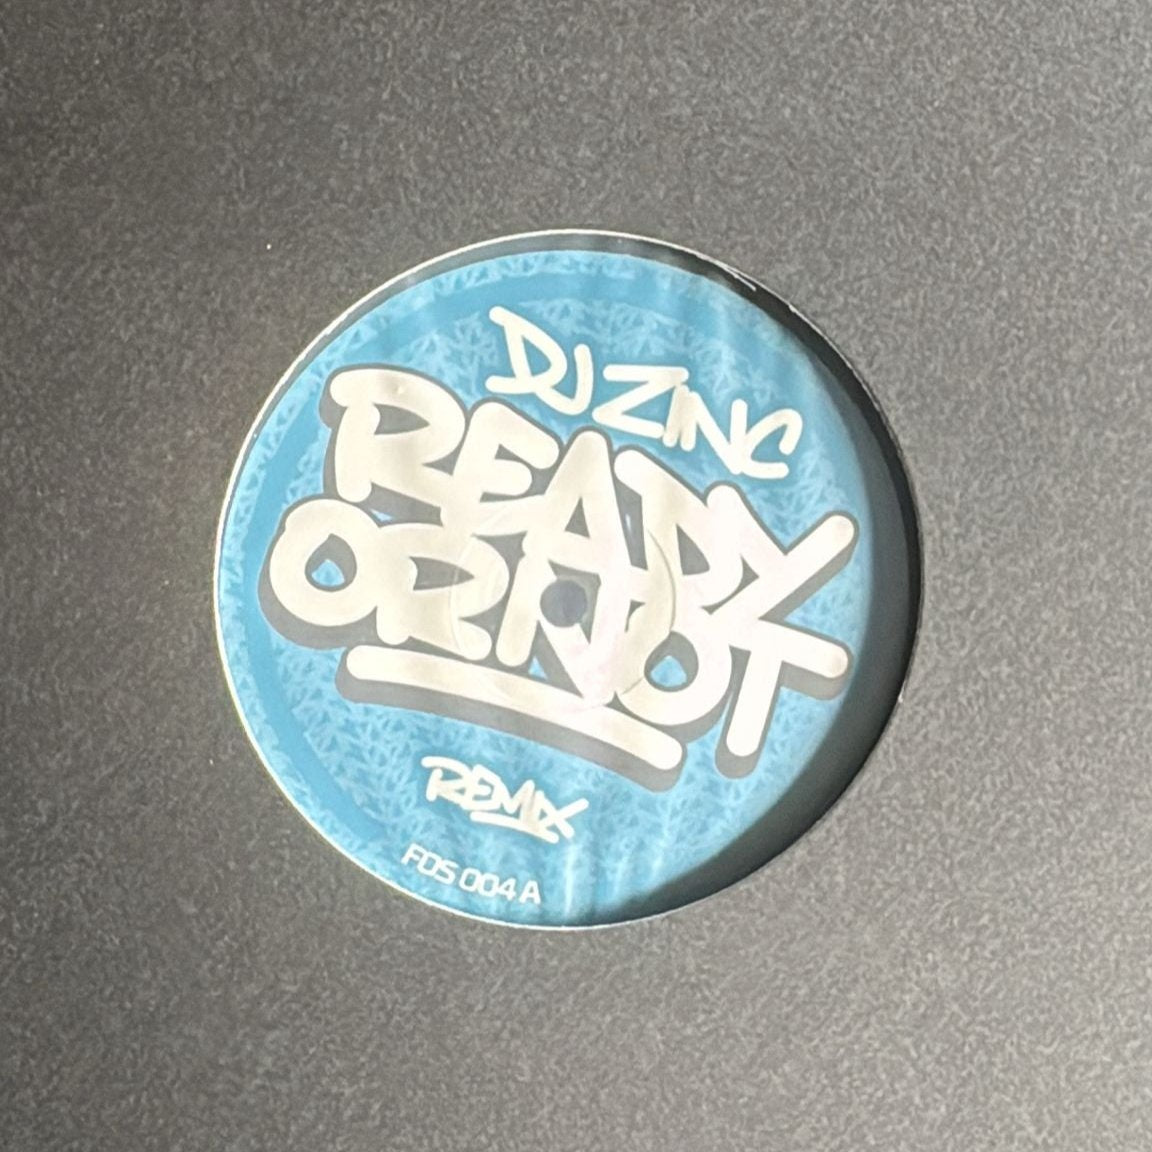 DJ ZINC
READY
OR NOT
REMIX
FDS 004 A